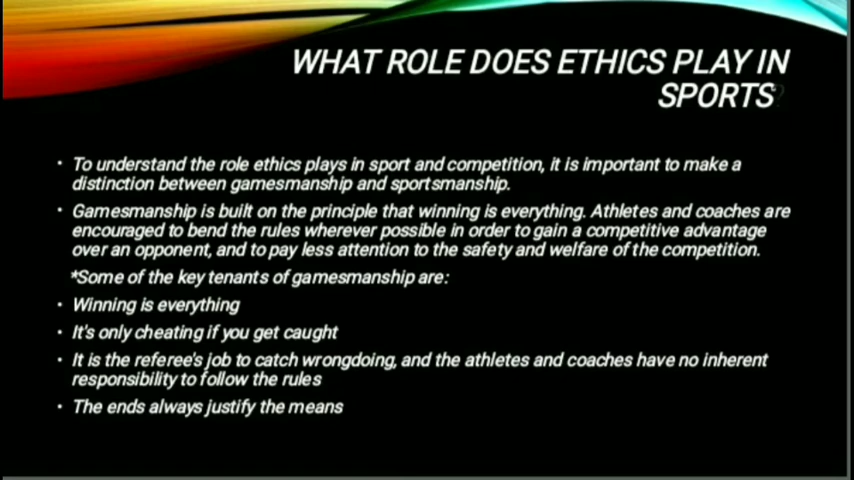 WHAT ROLE DOES ETHICS PLAY IN
SPORTS?
• To understand the role ethics plays in sport and competition, it is important to make a
distinction between gamesmanship and sportsmanship.
• Gamesmanship is built on the principle that winning is everything. Athletes and coaches are
encouraged to bend the rules wherever possible in order to gain a competitive advantage
over an opponent, and to pay less attention to the safety and welfare of the competition.
*Some of the key tenants of gamesmanship are:
• Winning is everything
• It's only cheating if you get caught
• It is the referee's job to catch wrongdoing, and the athletes and coaches have no inherent
responsibility to follow the rules
• The ends always justify the means